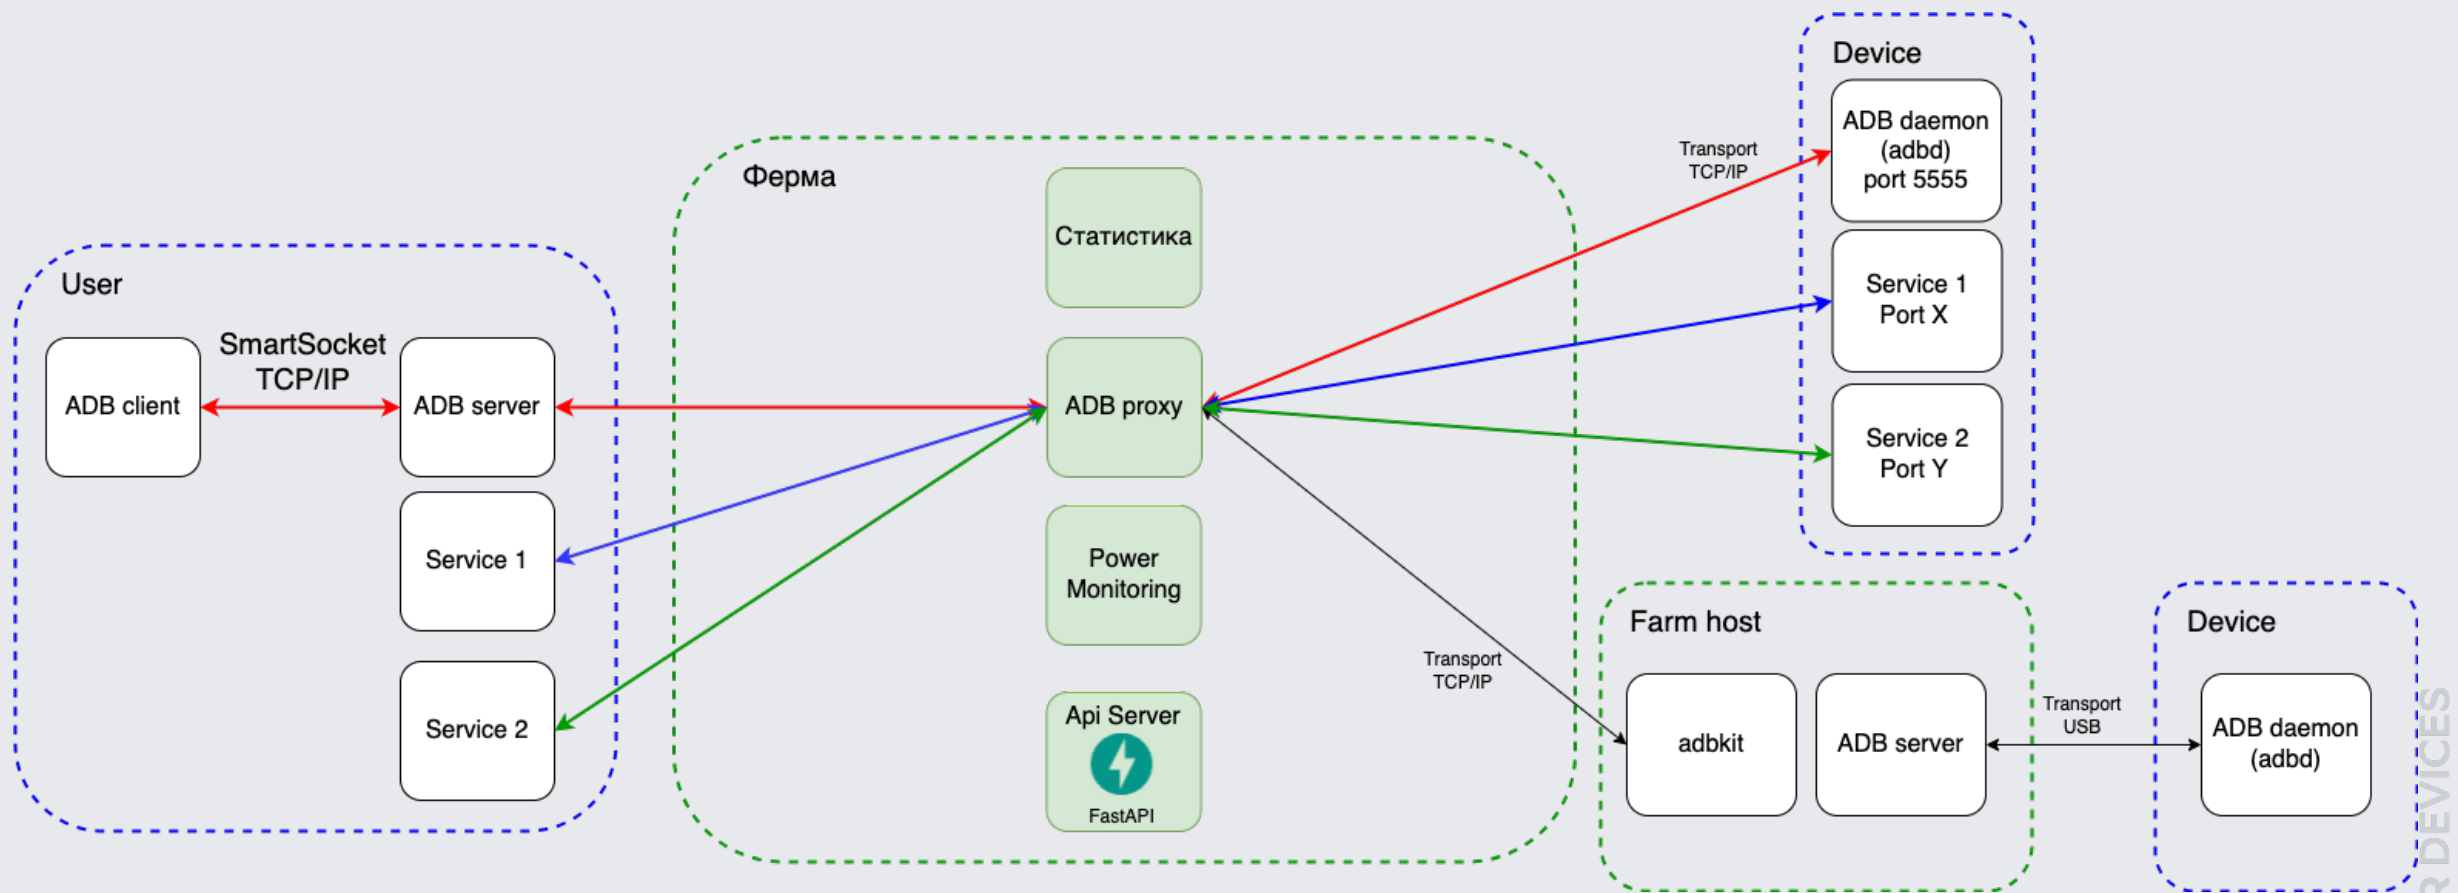 User
ADB client
SmartSocket
TCP/IP
ADB server
Service 1
Service 2
Ферма
Статистика
ADB proxy
Power
Monitoring
Api Server
FastAPI
Transport
TCP/IP
Transport
TCP/IP
Device
ADB daemon
(adbd)
port 5555
Service 1
Port X
Service 2
Port Y
Farm host
adbkit
ADB server
Transport
USB
Device
ADB daemon
(adbd)
DEVICES